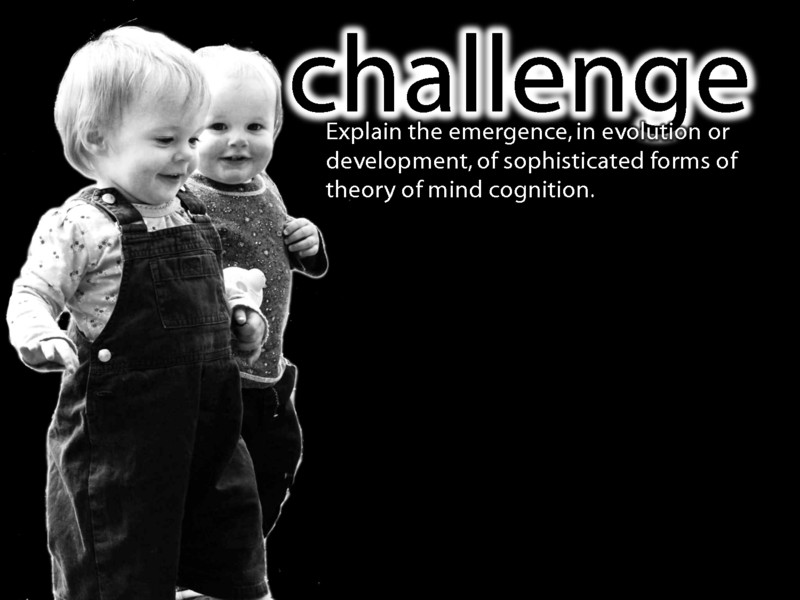 challenge
Explain the emergence, in evolution or
development, of sophisticated forms of
theory of mind cognition.